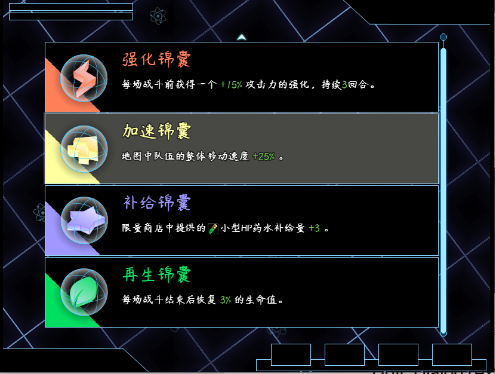 强化锦囊
每场战斗前获得一个 +15% 攻击力的强化，持续3回合。
加速锦囊
地图中队伍的整体移动速度 +25% 。
补给锦囊
限量商店中提供的小型HP药水补给量 +3 。
再生锦囊
每场战斗结束后恢复 3% 的生命值。